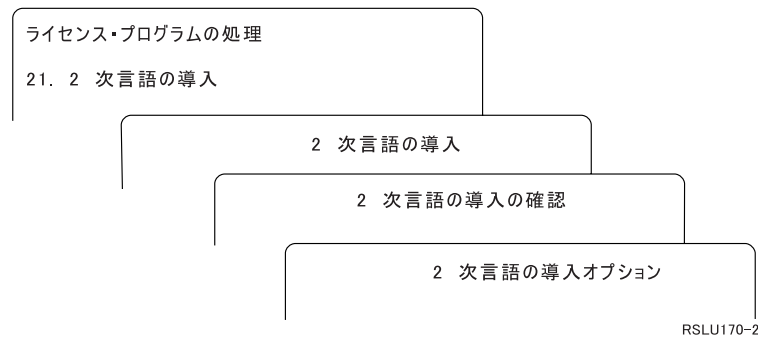 ライセンス・プログラムの処理
21. 2 次言語の導入
2 次言語の導入
2 次言語の導入の確認
2 次言語の導入オプション
RSLU170-2